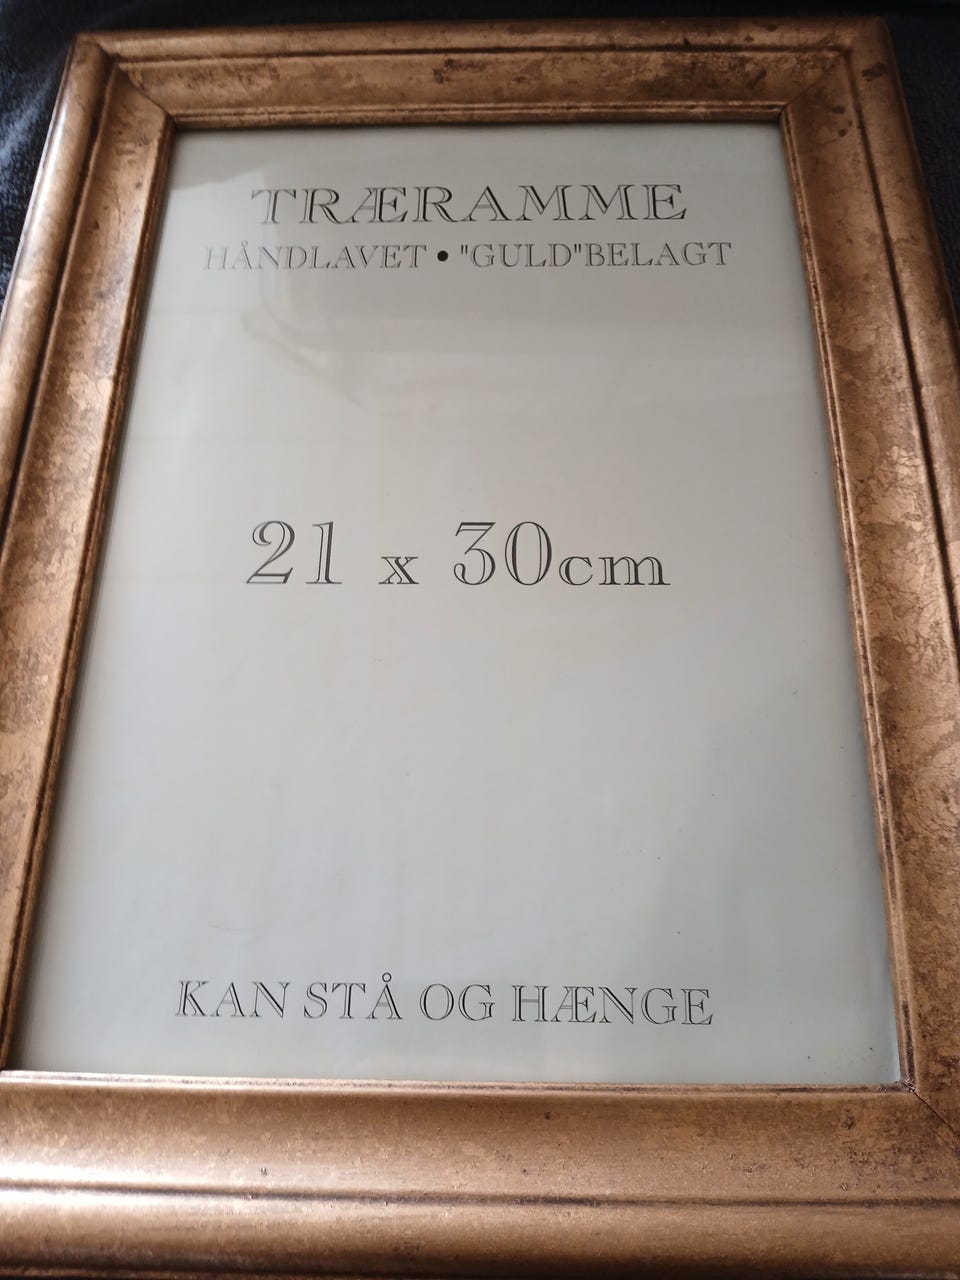 TRÆRAMME
HÅNDLAVET • "GULD"BELAGT
21 x 30cm
KAN STÅ OG HÆNGE